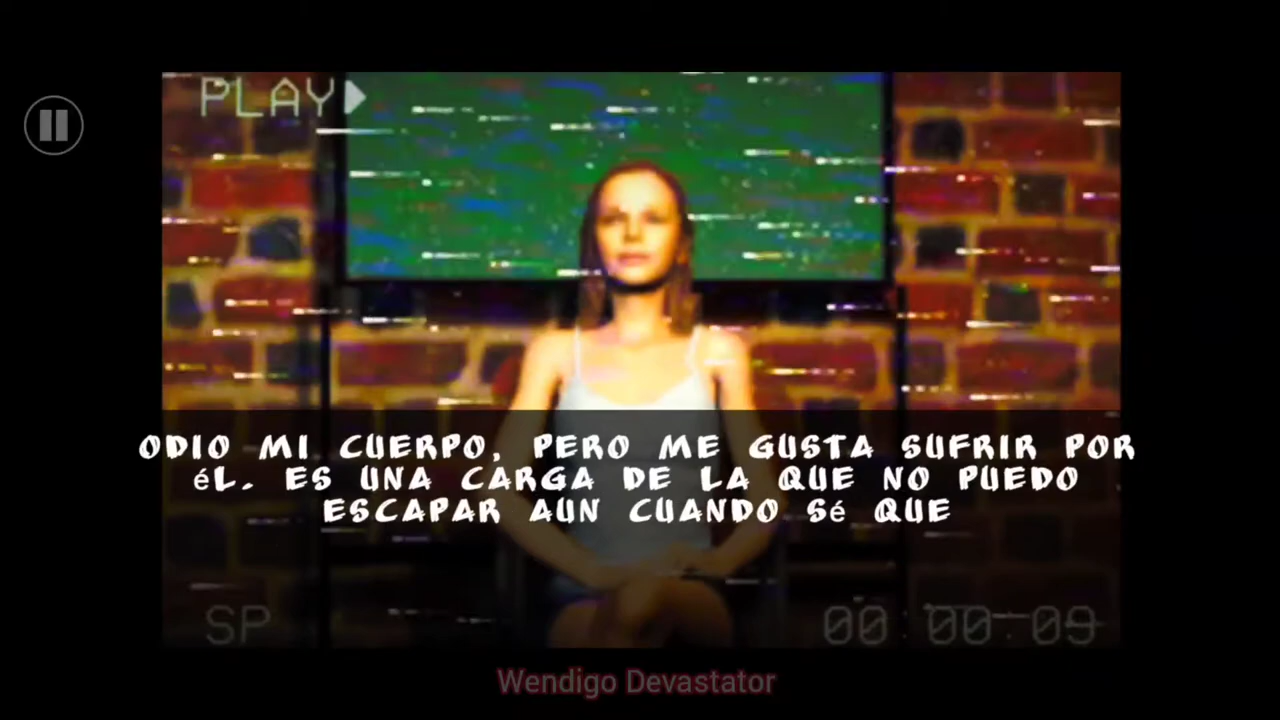 PLAY
ODIO MI CUERPO, PERO ME GUSTA SUFRIR POR
éL. ES UNA CARGA DE LA QUE NO PUEDO
ESCAPAR AUN CUANDO Sé QUE
SP 00:00:09
Wendigo Devastator